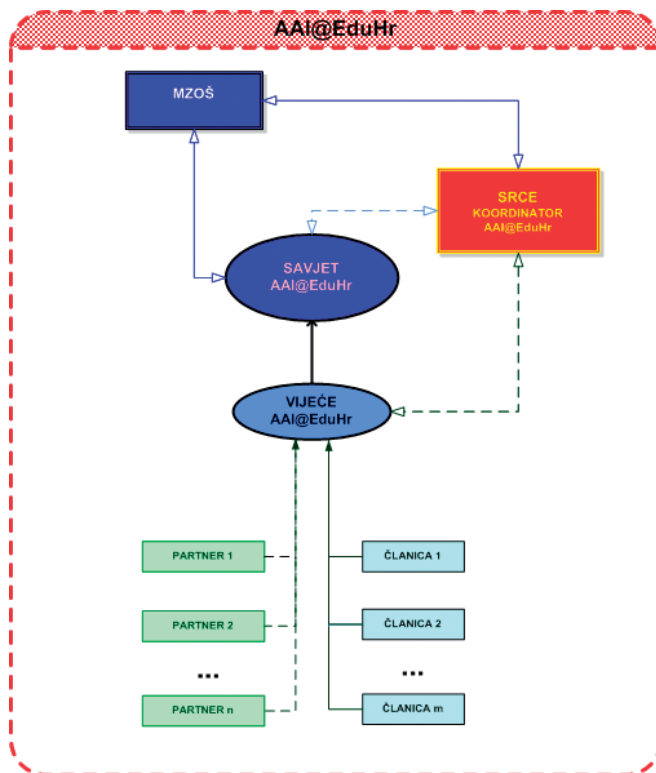 AAI@EduHr
MZOŠ
SRCE
KOORDINATOR
AAI@EduHr
SAVJET
AAI@EduHr
VIJEĆE
AAI@EduHr
PARTNER 1
ČLANICA 1
PARTNER 2
ČLANICA 2
...
...
PARTNER n
ČLANICA m